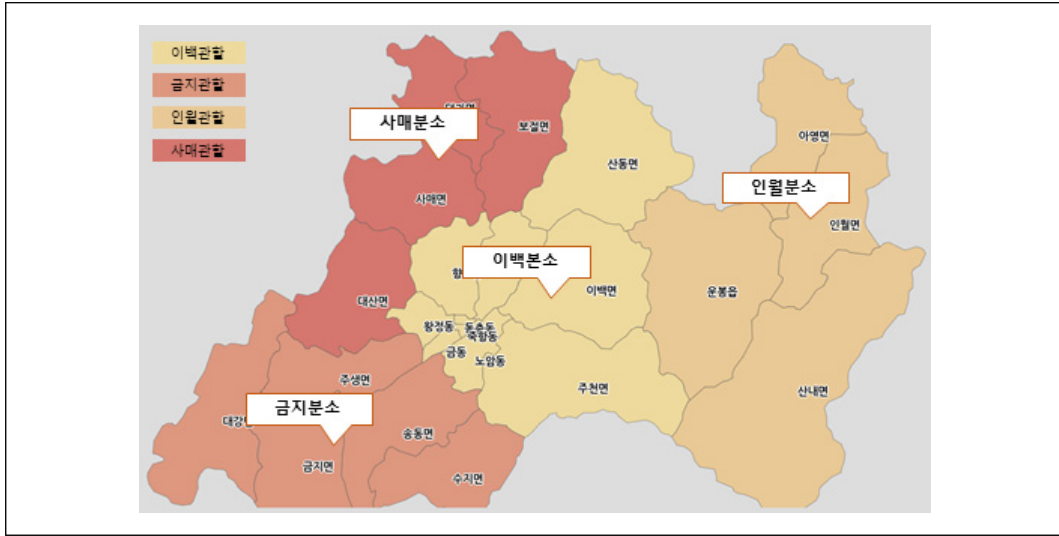 이백관할
금지관할
인월관할
사매관할
사매분소
보절면
산동면
아영면
인월분소
사매면
인월면
이백본소
이백면
운봉읍
대산면
왕정동
동충동
죽항동
금동
노암동
주생면
주천면
산내면
금지분소
송동면
금지면
수지면